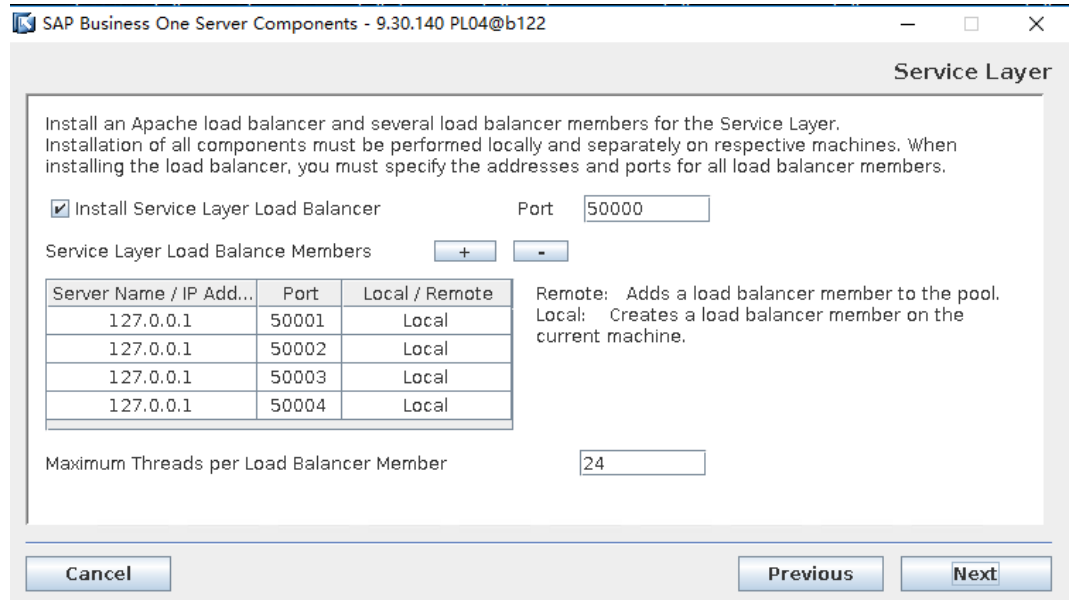 SAP Business One Server Components - 9.30.140 PL04@b122
Service Layer
Install an Apache load balancer and several load balancer members for the Service Layer.
Installation of all components must be performed locally and separately on respective machines. When
installing the load balancer, you must specify the addresses and ports for all load balancer members.
Install Service Layer Load Balancer Port 50000
Service Layer Load Balance Members + -
Server Name / IP Add... Port Local / Remote
127.0.0.1 50001 Local
127.0.0.1 50002 Local
127.0.0.1 50003 Local
127.0.0.1 50004 Local
Remote: Adds a load balancer member to the pool.
Local: Creates a load balancer member on the
current machine.
Maximum Threads per Load Balancer Member 24
Cancel Previous Next